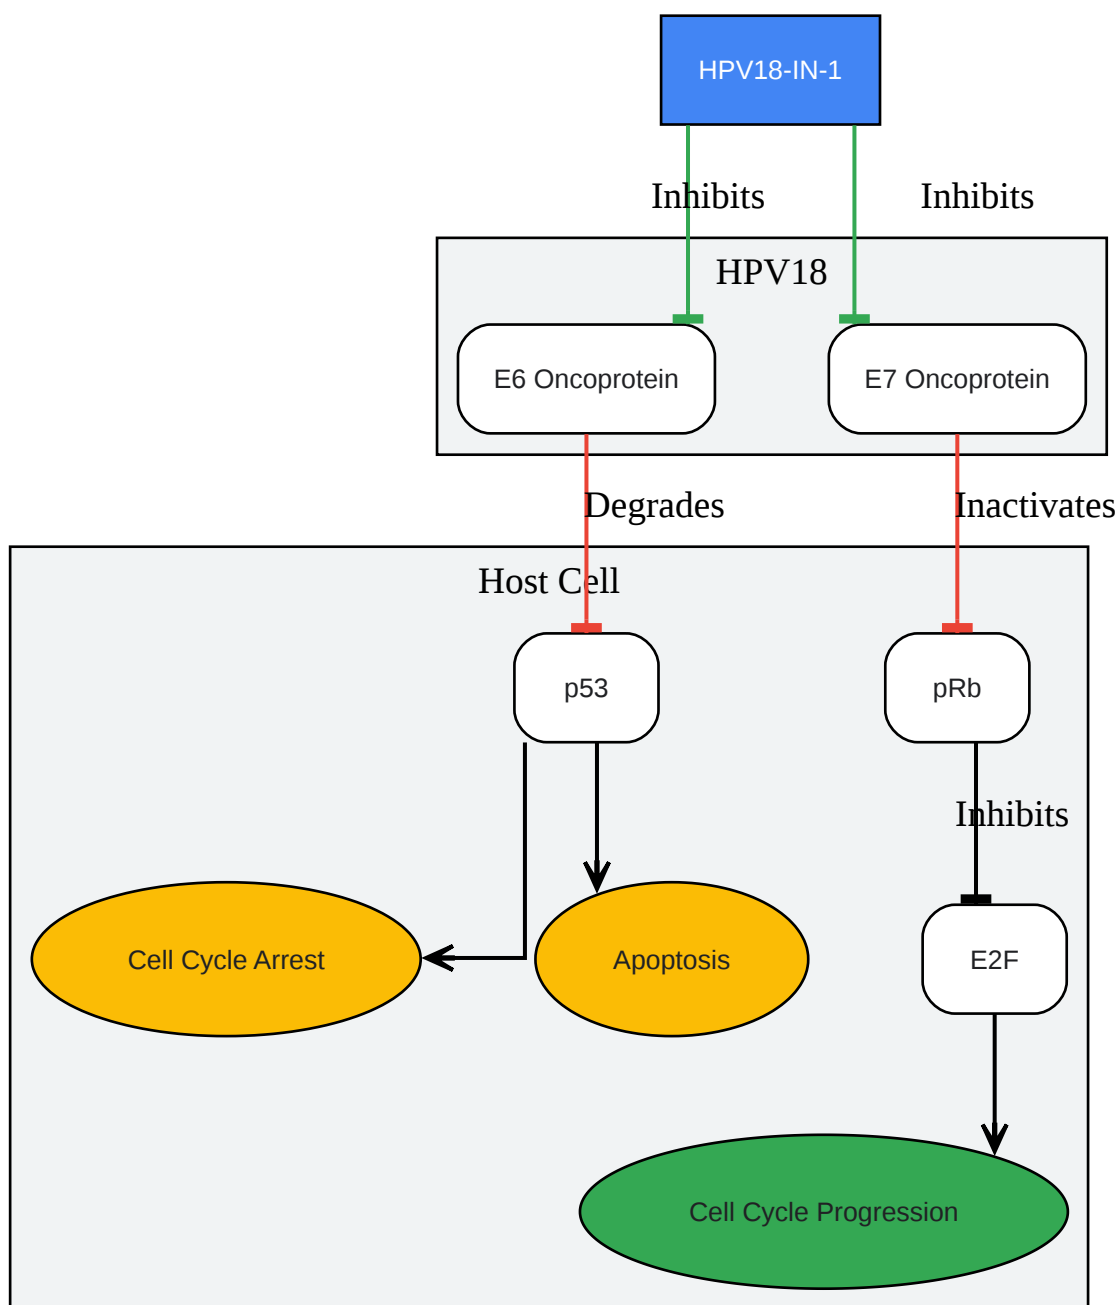 HPV18-IN-1
Inhibits
Inhibits
HPV18
E6 Oncoprotein
E7 Oncoprotein
Degrades
Inactivates
Host Cell
p53
pRb
Inhibits
Cell Cycle Arrest
Apoptosis
E2F
Cell Cycle Progression